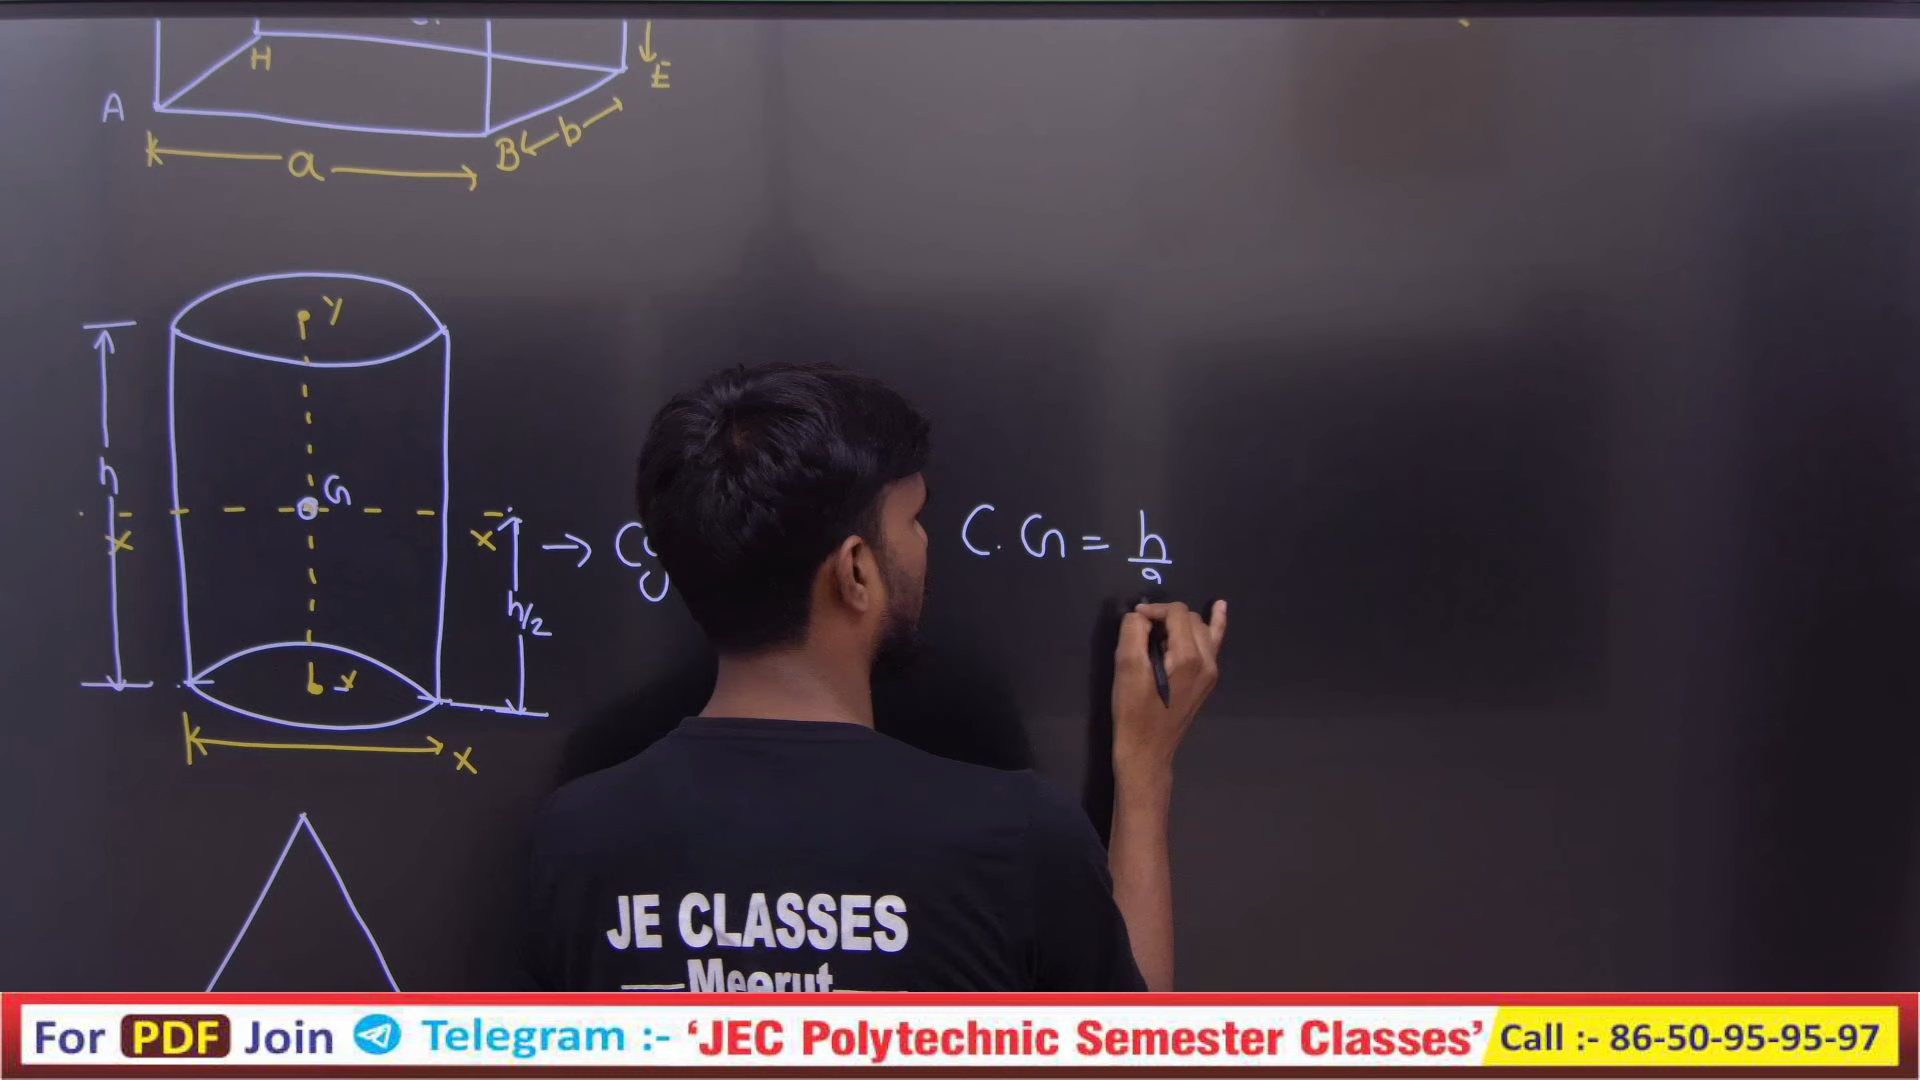 H
E
A
B
b
a
y
h
G
x
x
→ Cy
C.G = h/2
h/2
x
x
JE CLASSES
Meerut
For PDF Join Telegram :- ‘JEC Polytechnic Semester Classes’ Call :- 86-50-95-95-97